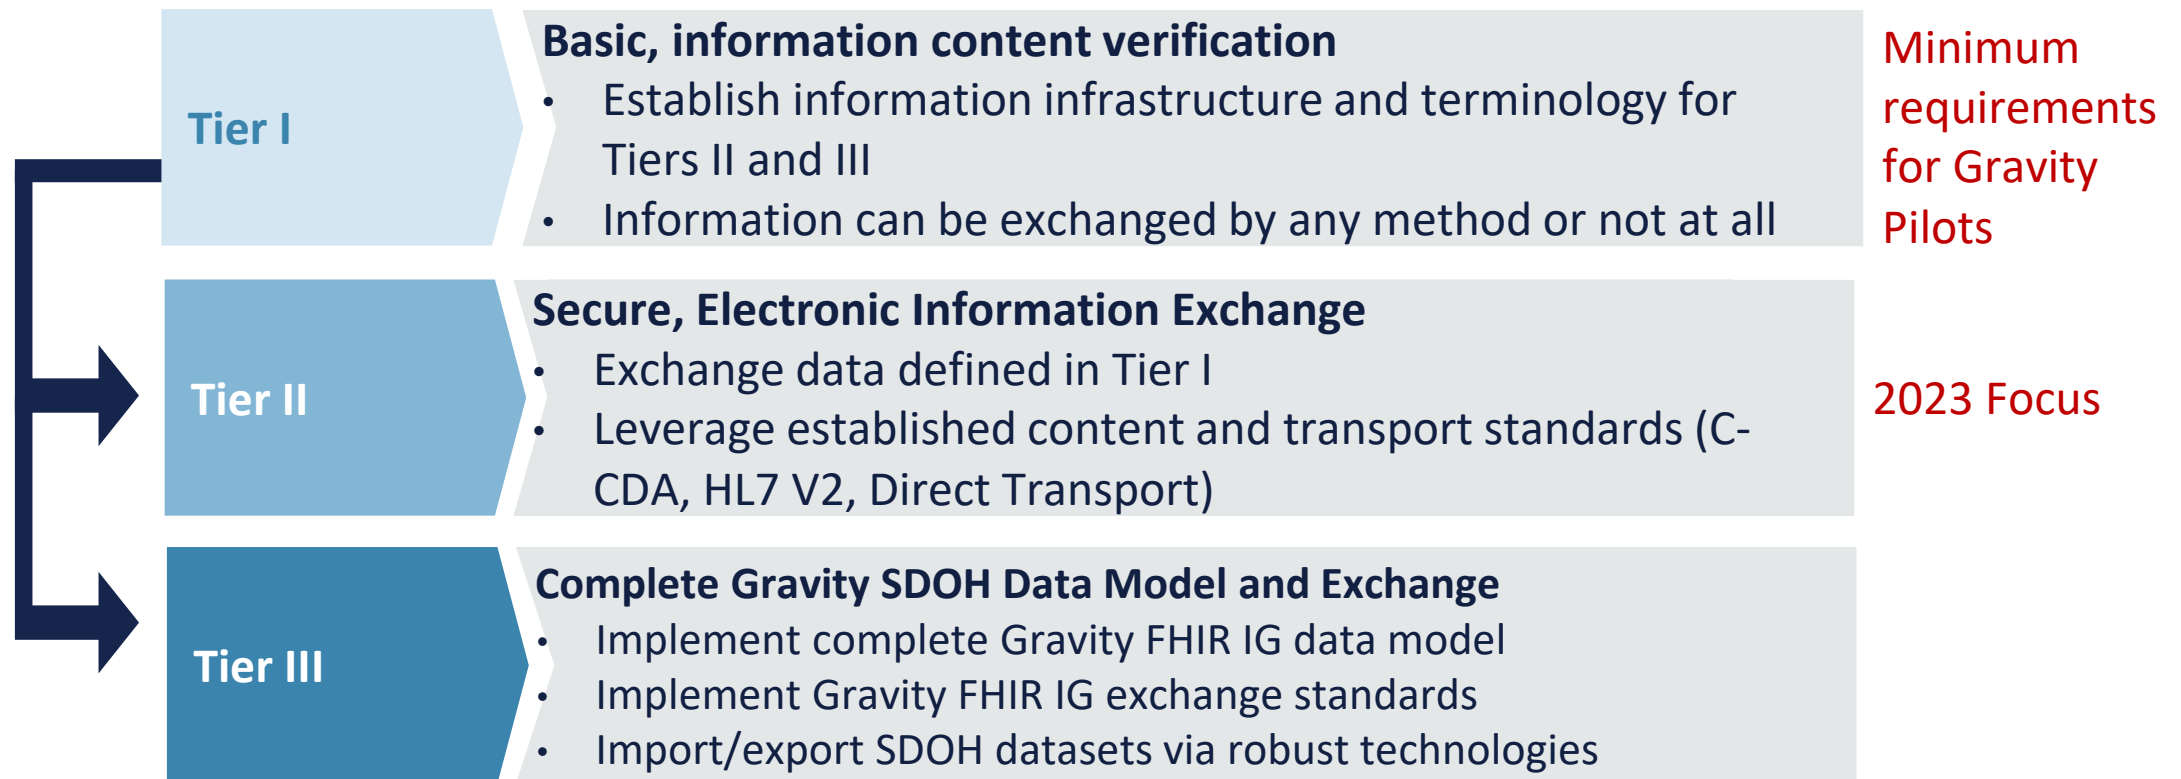 Tier I
Basic, information content verification
• Establish information infrastructure and terminology for
Tiers II and III
• Information can be exchanged by any method or not at all
Minimum
requirements
for Gravity
Pilots
Tier II
Secure, Electronic Information Exchange
• Exchange data defined in Tier I
• Leverage established content and transport standards (C-
CDA, HL7 V2, Direct Transport)
2023 Focus
Tier III
Complete Gravity SDOH Data Model and Exchange
• Implement complete Gravity FHIR IG data model
• Implement Gravity FHIR IG exchange standards
• Import/export SDOH datasets via robust technologies